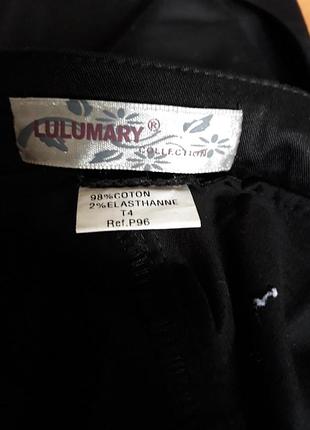 LULUMARY®
COLLECTION
98%COTON
2%ELASTHANNE
T4
Ref.P96